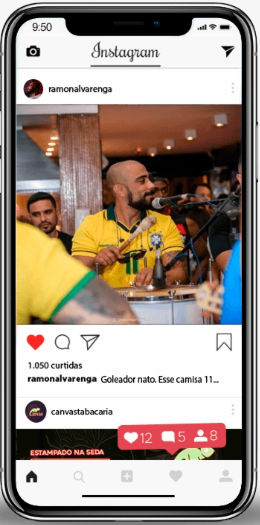 9:50
Instagram
ramonalvarenga
1.050 curtidas
ramonalvarenga Goleador nato. Esse camisa 11...
canvastabacaria
ESTAMPADO NA SEDA
12 5 8